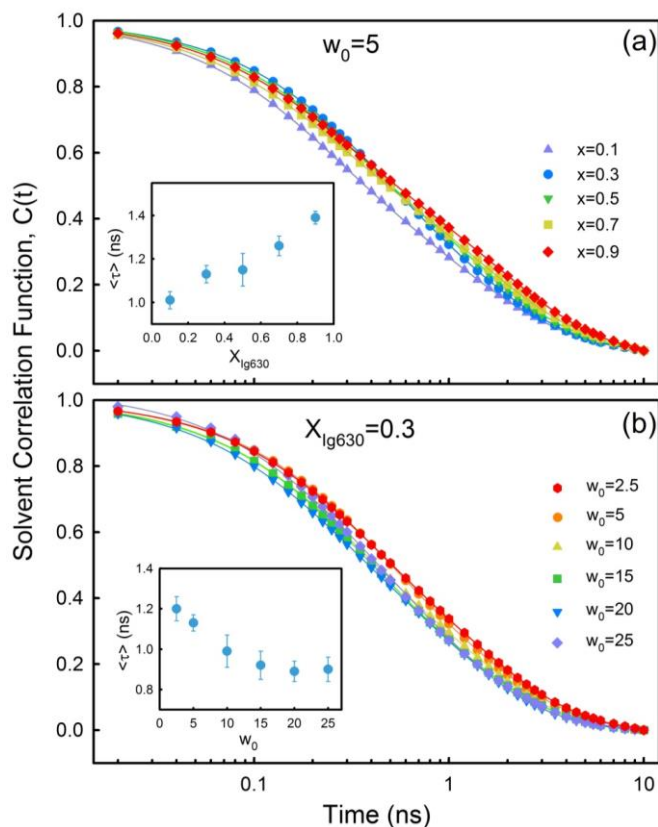 Solvent Correlation Function, C(t)
1.0
0.8
0.6
0.4
0.2
0.0
w₀=5
(a)
x=0.1
x=0.3
x=0.5
x=0.7
x=0.9
<τ> (ns)
1.4
1.2
1.0
0.0 0.2 0.4 0.6 0.8 1.0
X_Ig630
1.0
0.8
0.6
0.4
0.2
0.0
X_Ig630=0.3
(b)
w₀=2.5
w₀=5
w₀=10
w₀=15
w₀=20
w₀=25
<τ> (ns)
1.4
1.2
1.0
0.8
0 5 10 15 20 25
w₀
0.1 1 10
Time (ns)